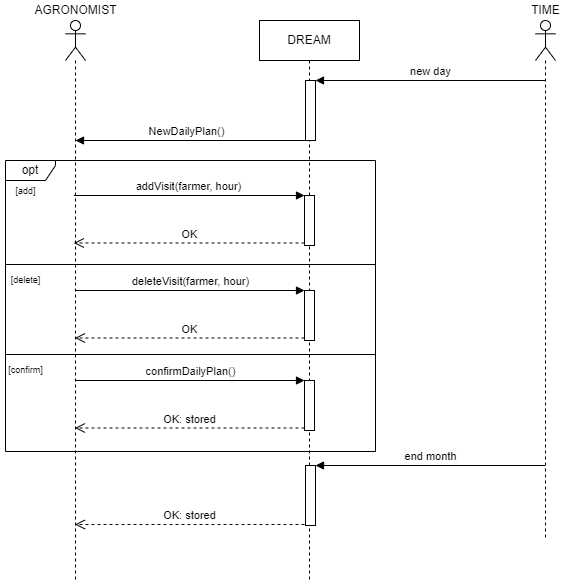 AGRONOMIST
DREAM
TIME
new day
NewDailyPlan()
opt
[add]
addVisit(farmer, hour)
OK
[delete]
deleteVisit(farmer, hour)
OK
[confirm]
confirmDailyPlan()
OK: stored
end month
OK: stored